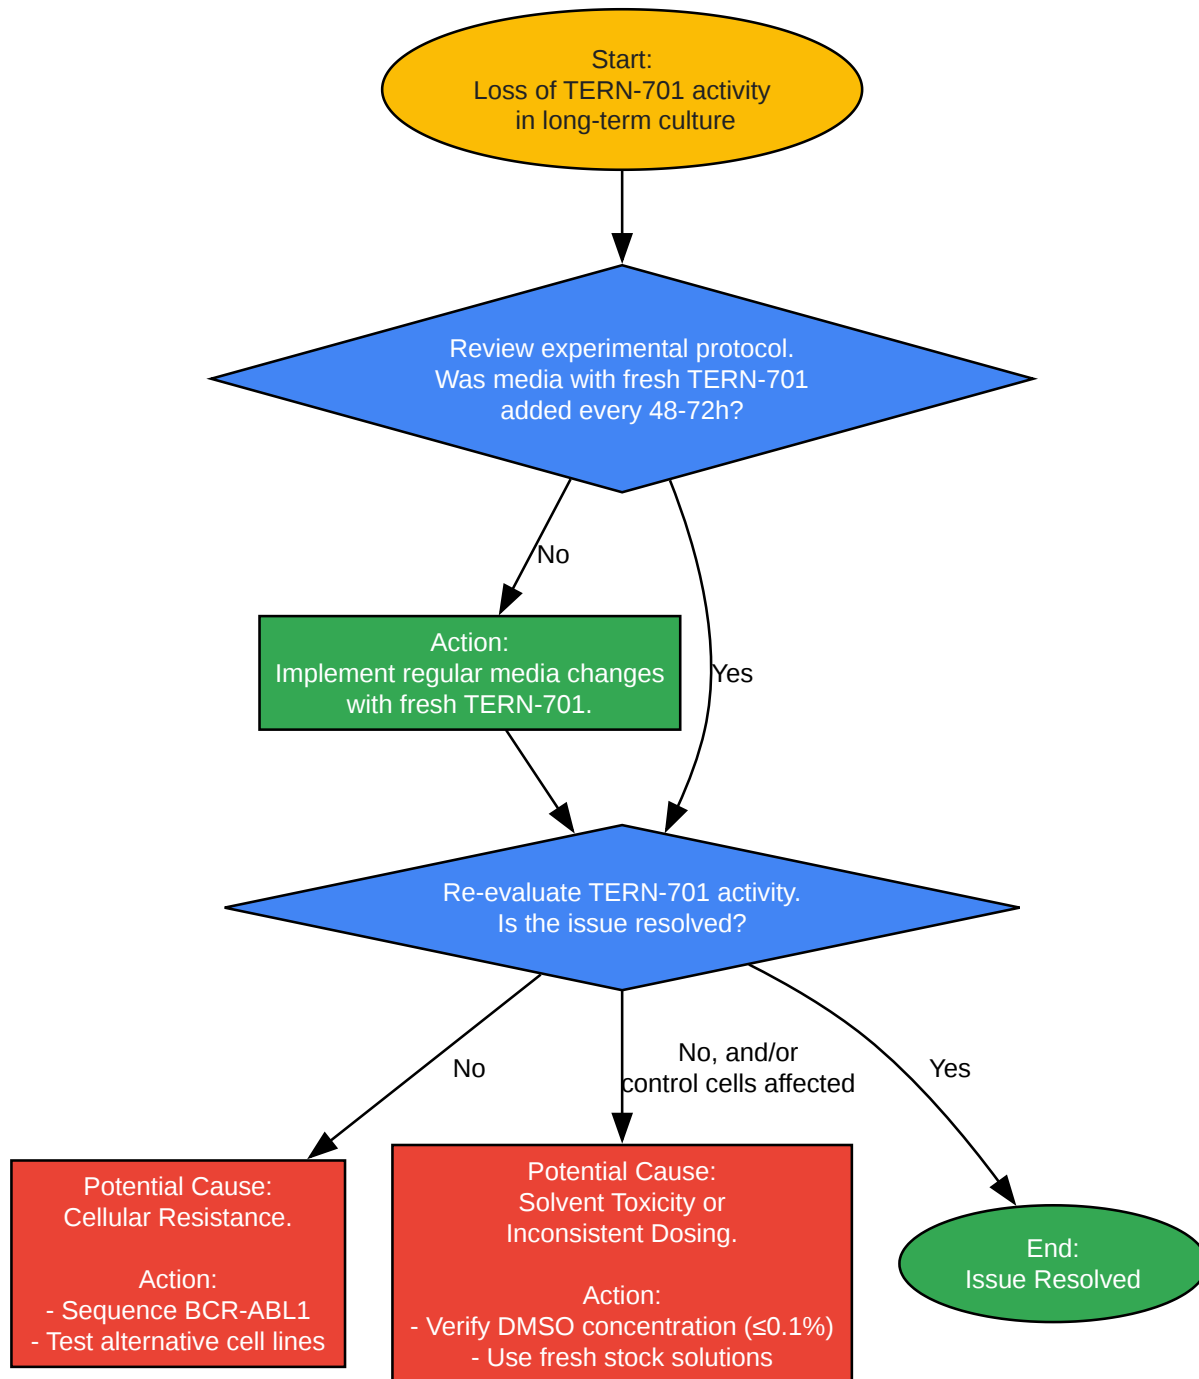 Start:
Loss of TERN-701 activity
in long-term culture
Review experimental protocol.
Was media with fresh TERN-701
added every 48-72h?
No
Yes
Action:
Implement regular media changes
with fresh TERN-701.
Re-evaluate TERN-701 activity.
Is the issue resolved?
No
No, and/or
control cells affected
Yes
Potential Cause:
Cellular Resistance.
Action:
- Sequence BCR-ABL1
- Test alternative cell lines
Potential Cause:
Solvent Toxicity or
Inconsistent Dosing.
Action:
- Verify DMSO concentration (≤0.1%)
- Use fresh stock solutions
End:
Issue Resolved